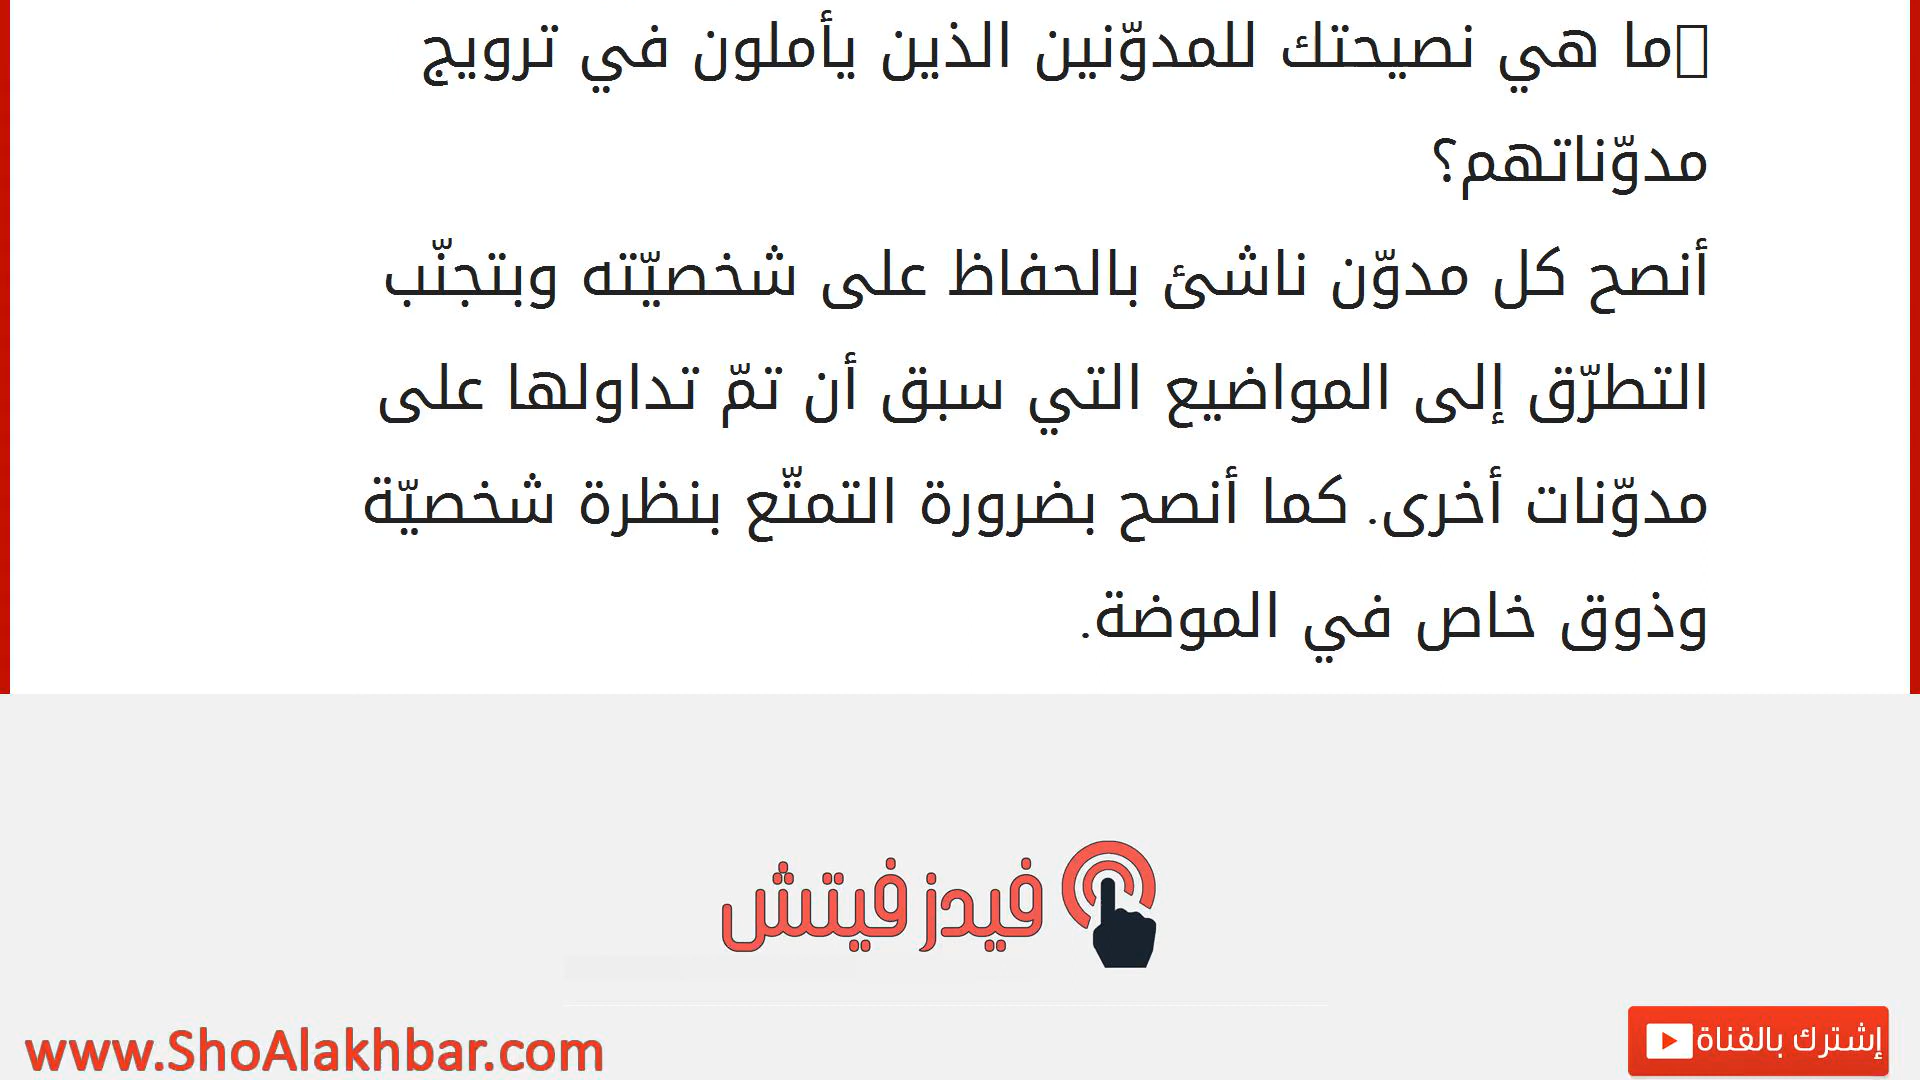 ما هي نصيحتك للمدوّنين الذين يأملون في ترويج
مدوّناتهم؟
أنصح كل مدوّن ناشئ بالحفاظ على شخصيّته وبتجنّب
التطرّق إلى المواضيع التي سبق أن تمّ تداولها على
مدوّنات أخرى. كما أنصح بضرورة التمتّع بنظرة شخصيّة
وذوق خاص في الموضة.
فيدز فيتش
www.ShoAlakhbar.com
إشترك بالقناة